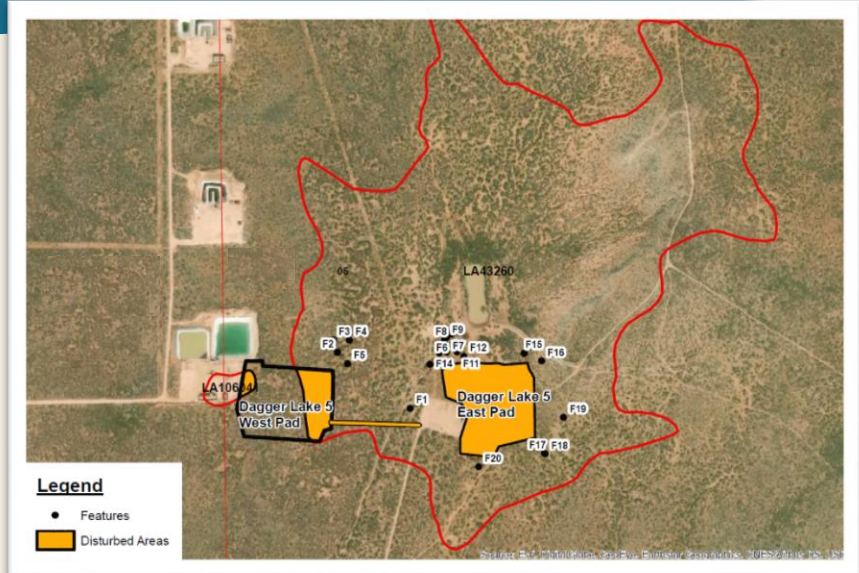 05
LA43260
F8 F9
F3 F4
F2
F6 F7 F12
F15
F16
F5
F14
F11
Dagger Lake 5
West Pad
Dagger Lake 5
East Pad
F1
F19
F17 F18
F20
Legend
Features
Disturbed Areas